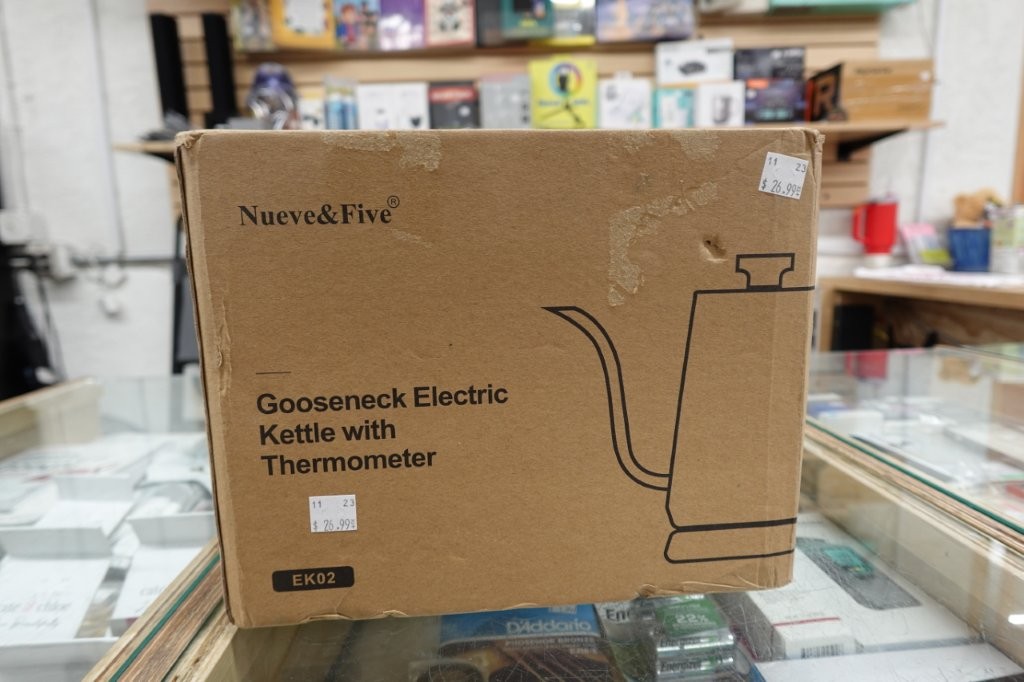 Nueve&Five®
11 23
$ 26.99
Gooseneck Electric
Kettle with
Thermometer
11 23
$ 26.99
EK02
D'Addario